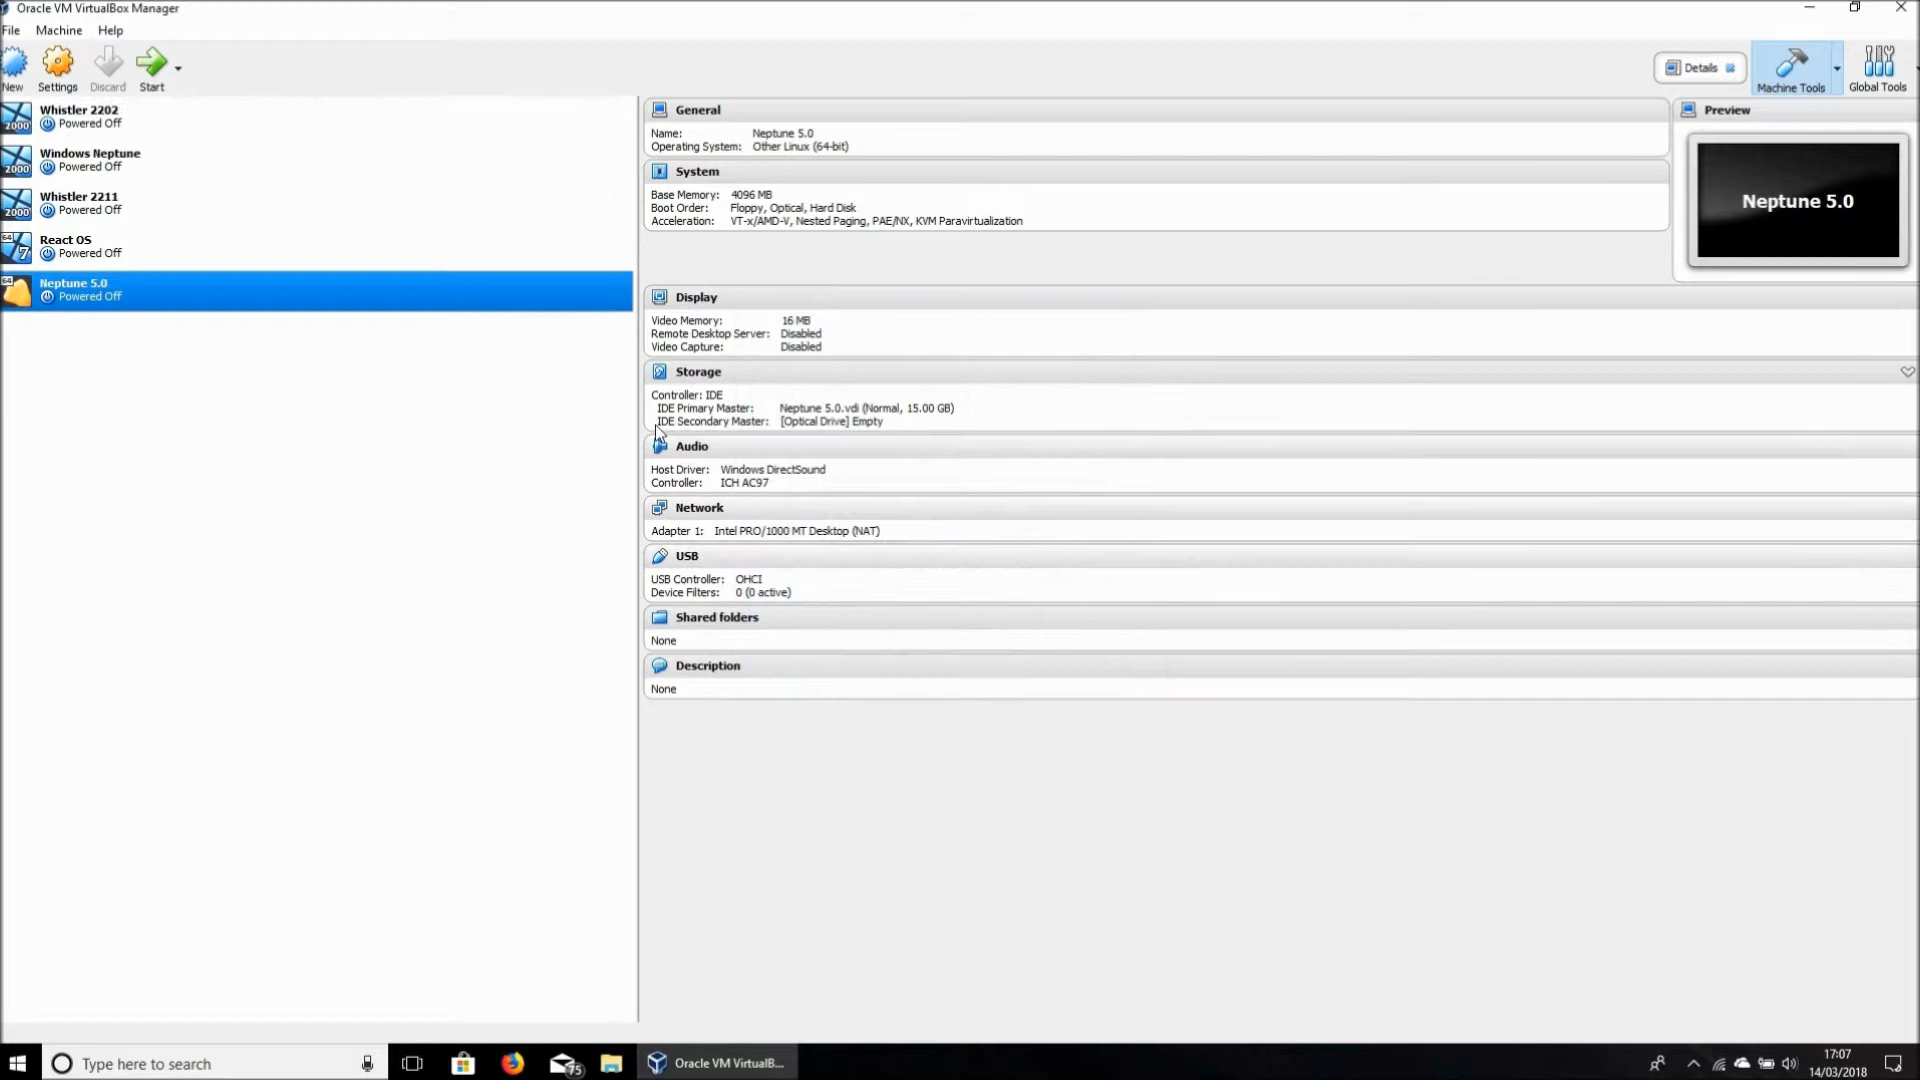 Oracle VM VirtualBox Manager
File Machine Help
New Settings Discard Start
Details
Machine Tools
Global Tools
2000
Whistler 2202
Powered Off
2000
Windows Neptune
Powered Off
2000
Whistler 2211
Powered Off
64
7
React OS
Powered Off
64
Neptune 5.0
Powered Off
General
Name: Neptune 5.0
Operating System: Other Linux (64-bit)
System
Base Memory: 4096 MB
Boot Order: Floppy, Optical, Hard Disk
Acceleration: VT-x/AMD-V, Nested Paging, PAE/NX, KVM Paravirtualization
Preview
Neptune 5.0
Display
Video Memory: 16 MB
Remote Desktop Server: Disabled
Video Capture: Disabled
Storage
Controller: IDE
IDE Primary Master: Neptune 5.0.vdi (Normal, 15.00 GB)
IDE Secondary Master: [Optical Drive] Empty
Audio
Host Driver: Windows DirectSound
Controller: ICH AC97
Network
Adapter 1: Intel PRO/1000 MT Desktop (NAT)
USB
USB Controller: OHCI
Device Filters: 0 (0 active)
Shared folders
None
Description
None
Type here to search
75
Oracle VM VirtualB...
17:07
14/03/2018